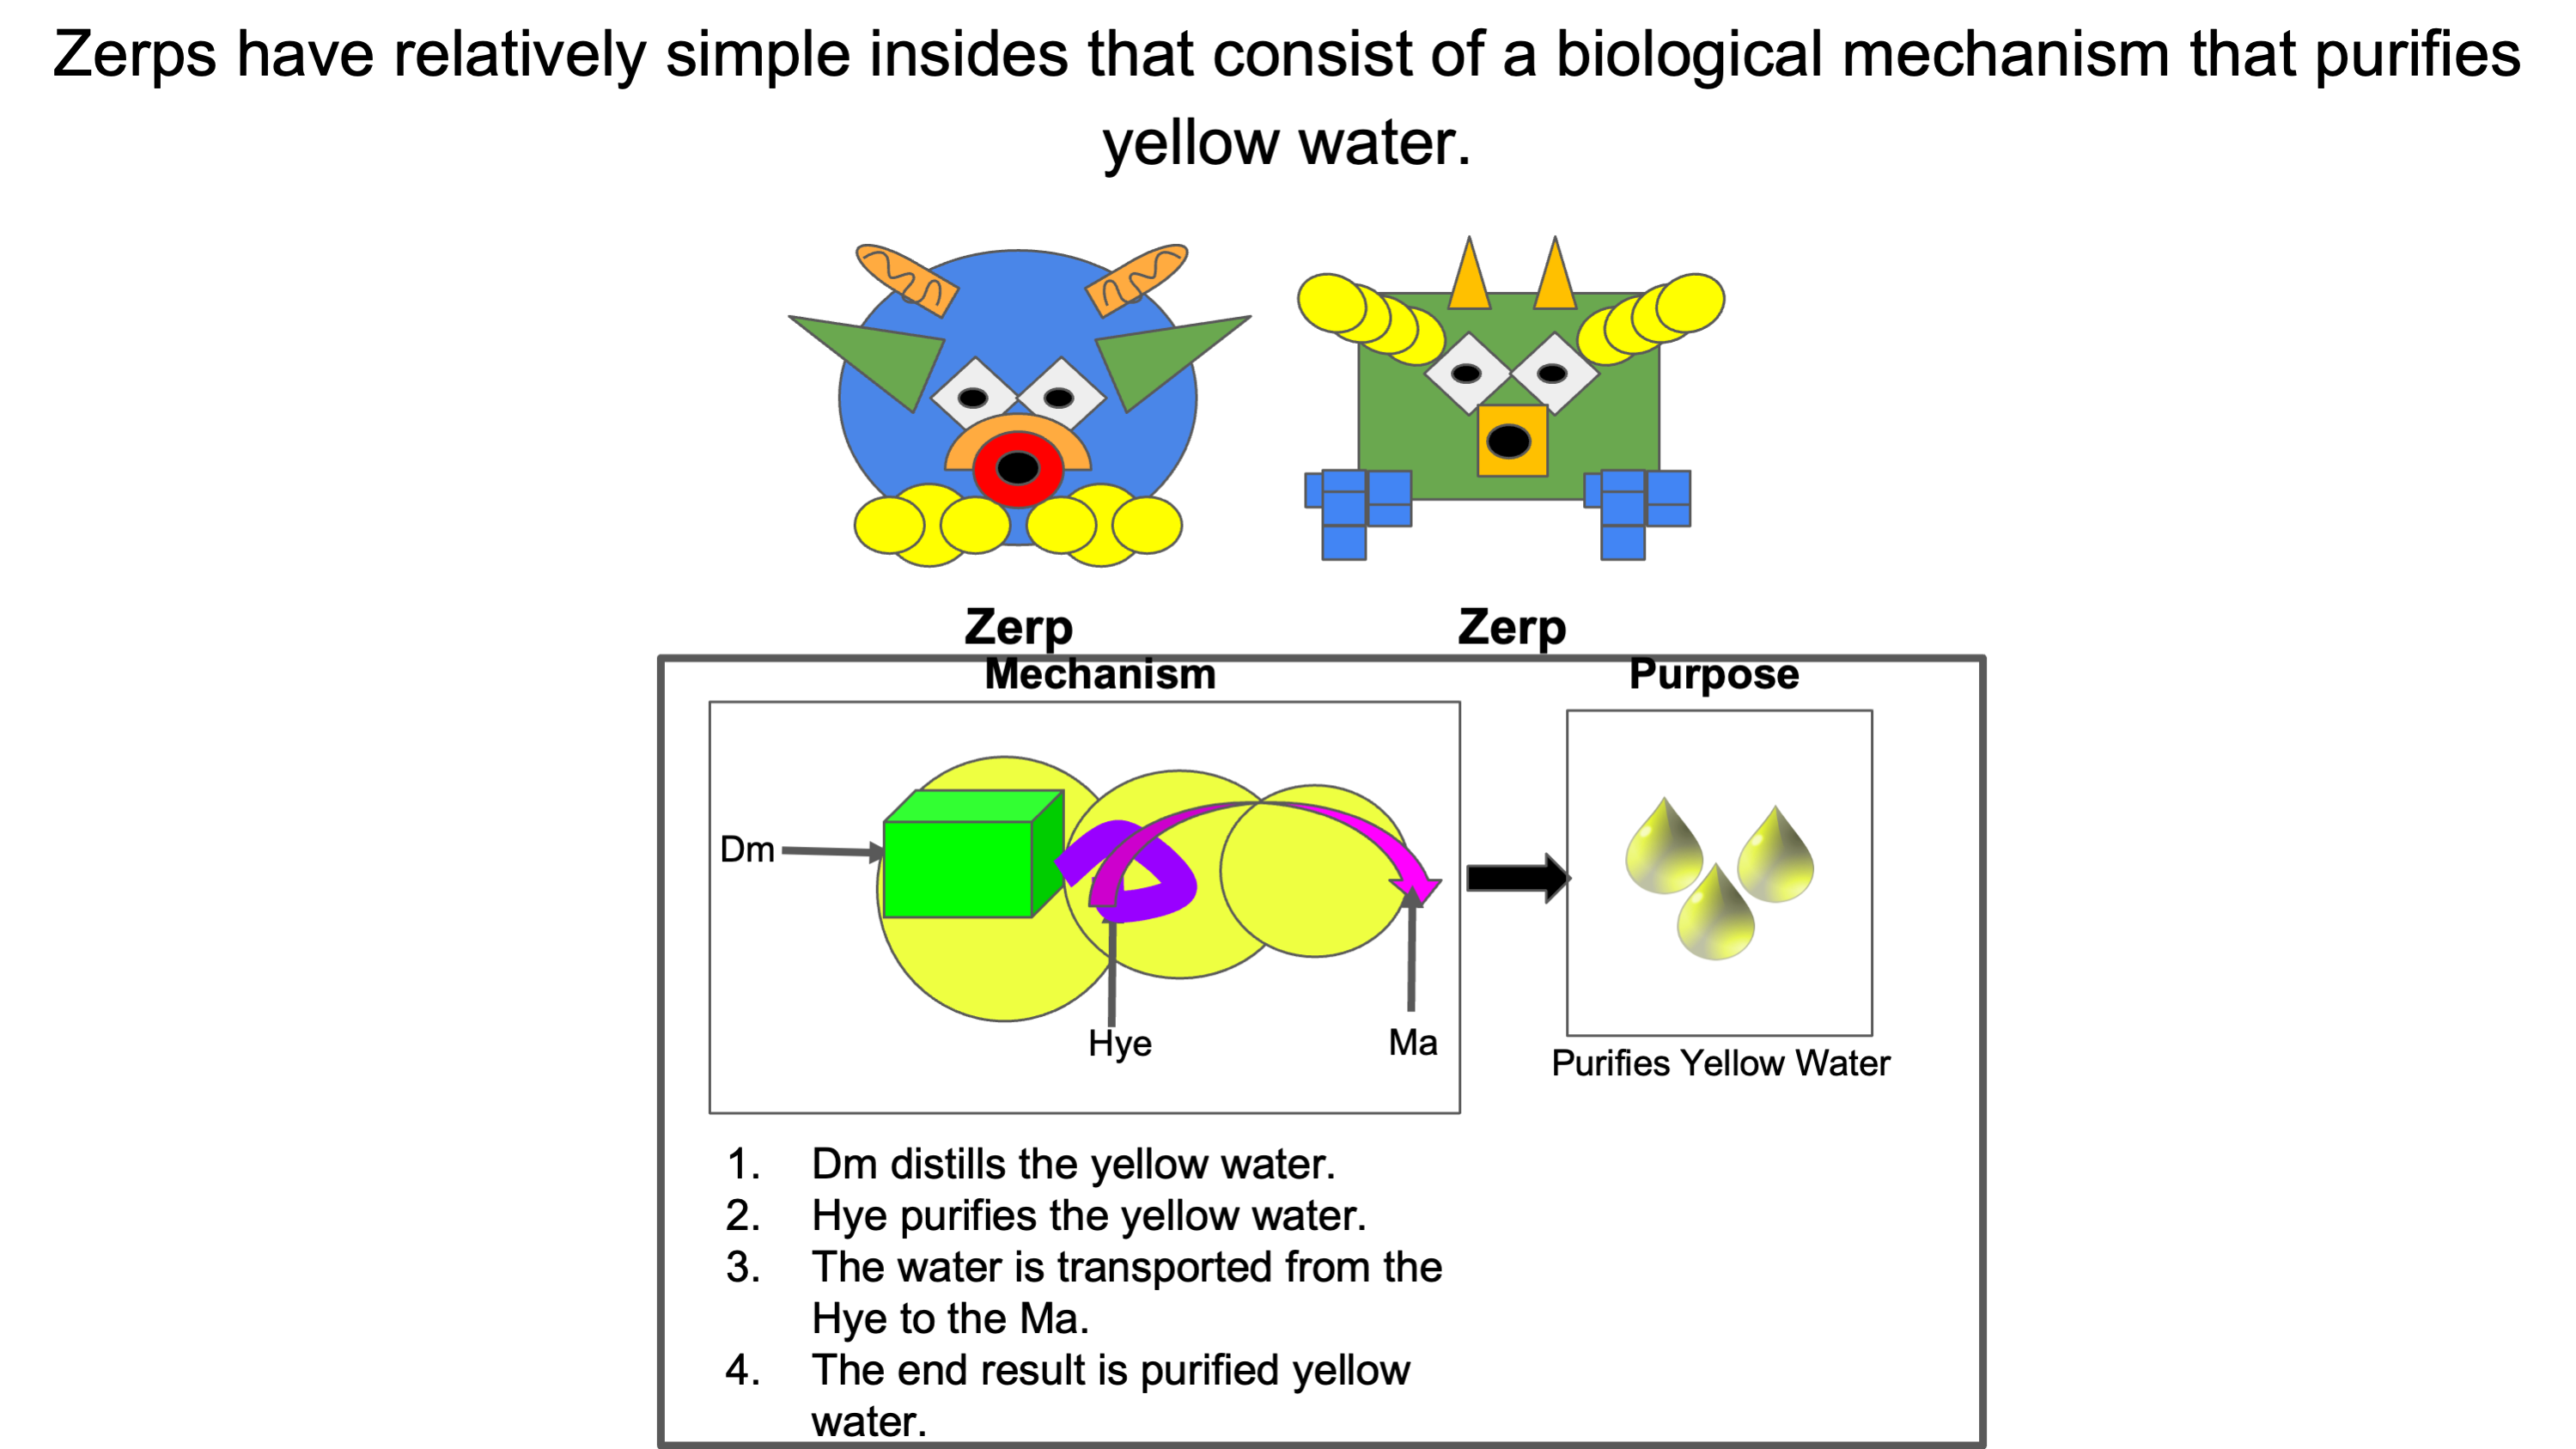 Zerps have relatively simple insides that consist of a biological mechanism that purifies
yellow water.
Zerp
Zerp
Mechanism
Purpose
Dm
Hye
Ma
Purifies Yellow Water
1. Dm distills the yellow water.
2. Hye purifies the yellow water.
3. The water is transported from the
Hye to the Ma.
4. The end result is purified yellow
water.